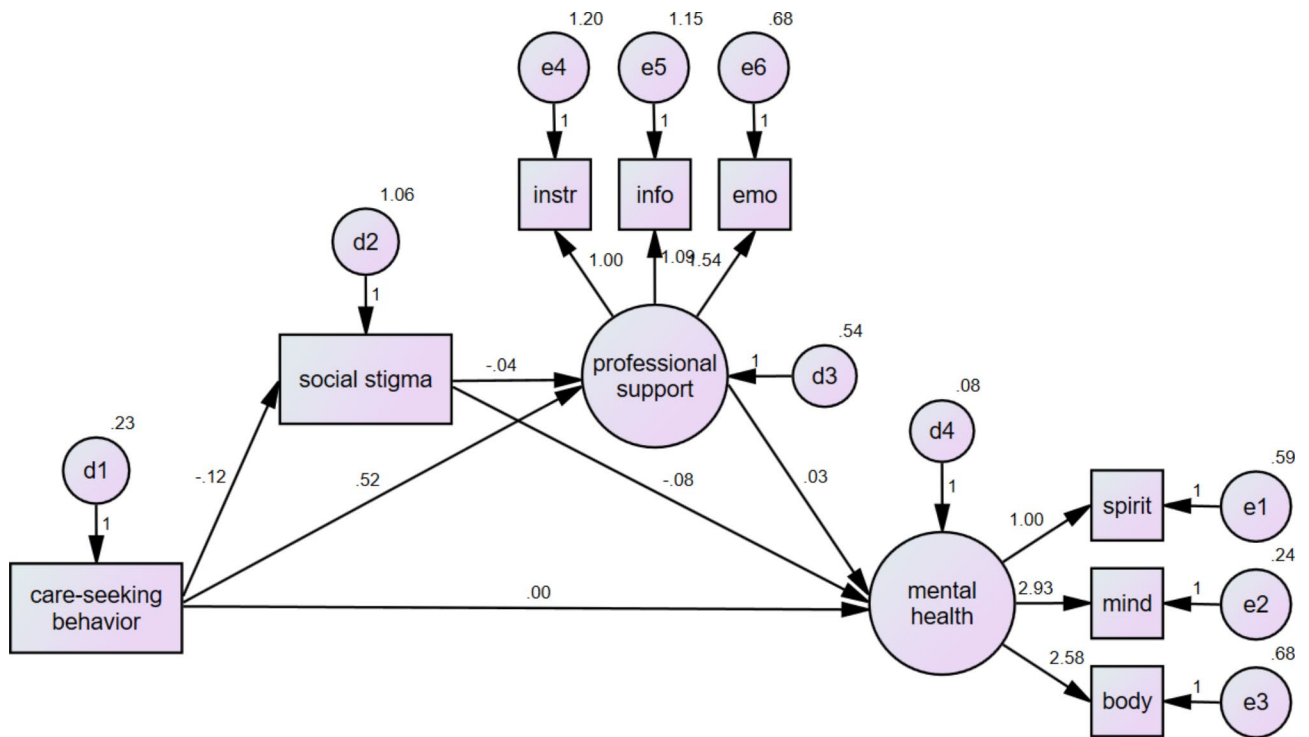 1.20
1.15
.68
e4
e5
e6
1
1
1
instr
info
emo
1.06
d2
1
1.00
1.09
1.54
social stigma
-.04
professional
support
1
d3
.54
.23
d1
1
-.12
.52
-.08
.03
.08
d4
1
care-seeking
behavior
.00
mental
health
1.00
spirit
1
e1
.59
2.93
mind
1
e2
.24
2.58
body
1
e3
.68